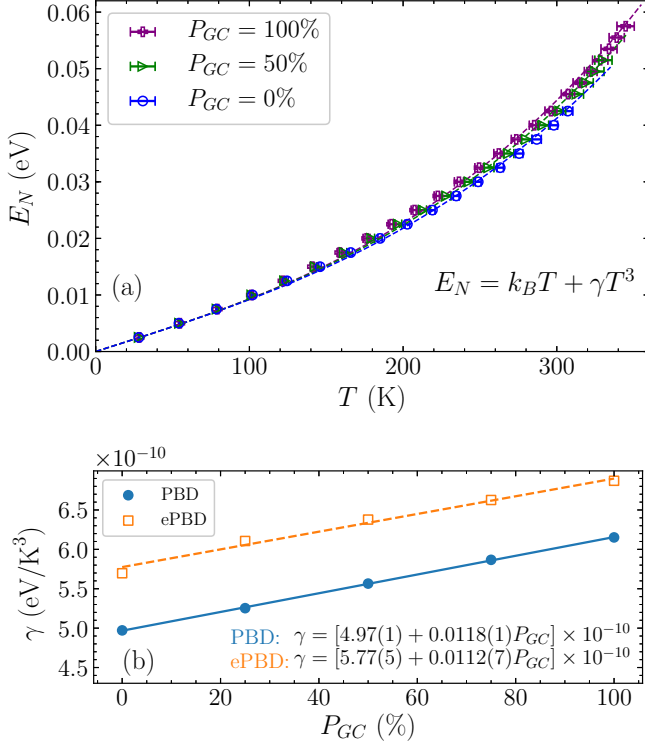 0.06
0.05
0.04
0.03
0.02
0.01
0.00
E_N (eV)
P_{GC} = 100%
P_{GC} = 50%
P_{GC} = 0%
(a)
E_N = k_BT + γT^3
0 100 200 300
T (K)
×10^{-10}
6.5
6.0
5.5
5.0
4.5
γ (eV/K^3)
PBD
ePBD
PBD: γ = [4.97(1) + 0.0118(1)P_{GC}] × 10^{-10}
ePBD: γ = [5.77(5) + 0.0112(7)P_{GC}] × 10^{-10}
(b)
0 20 40 60 80 100
P_{GC} (%)